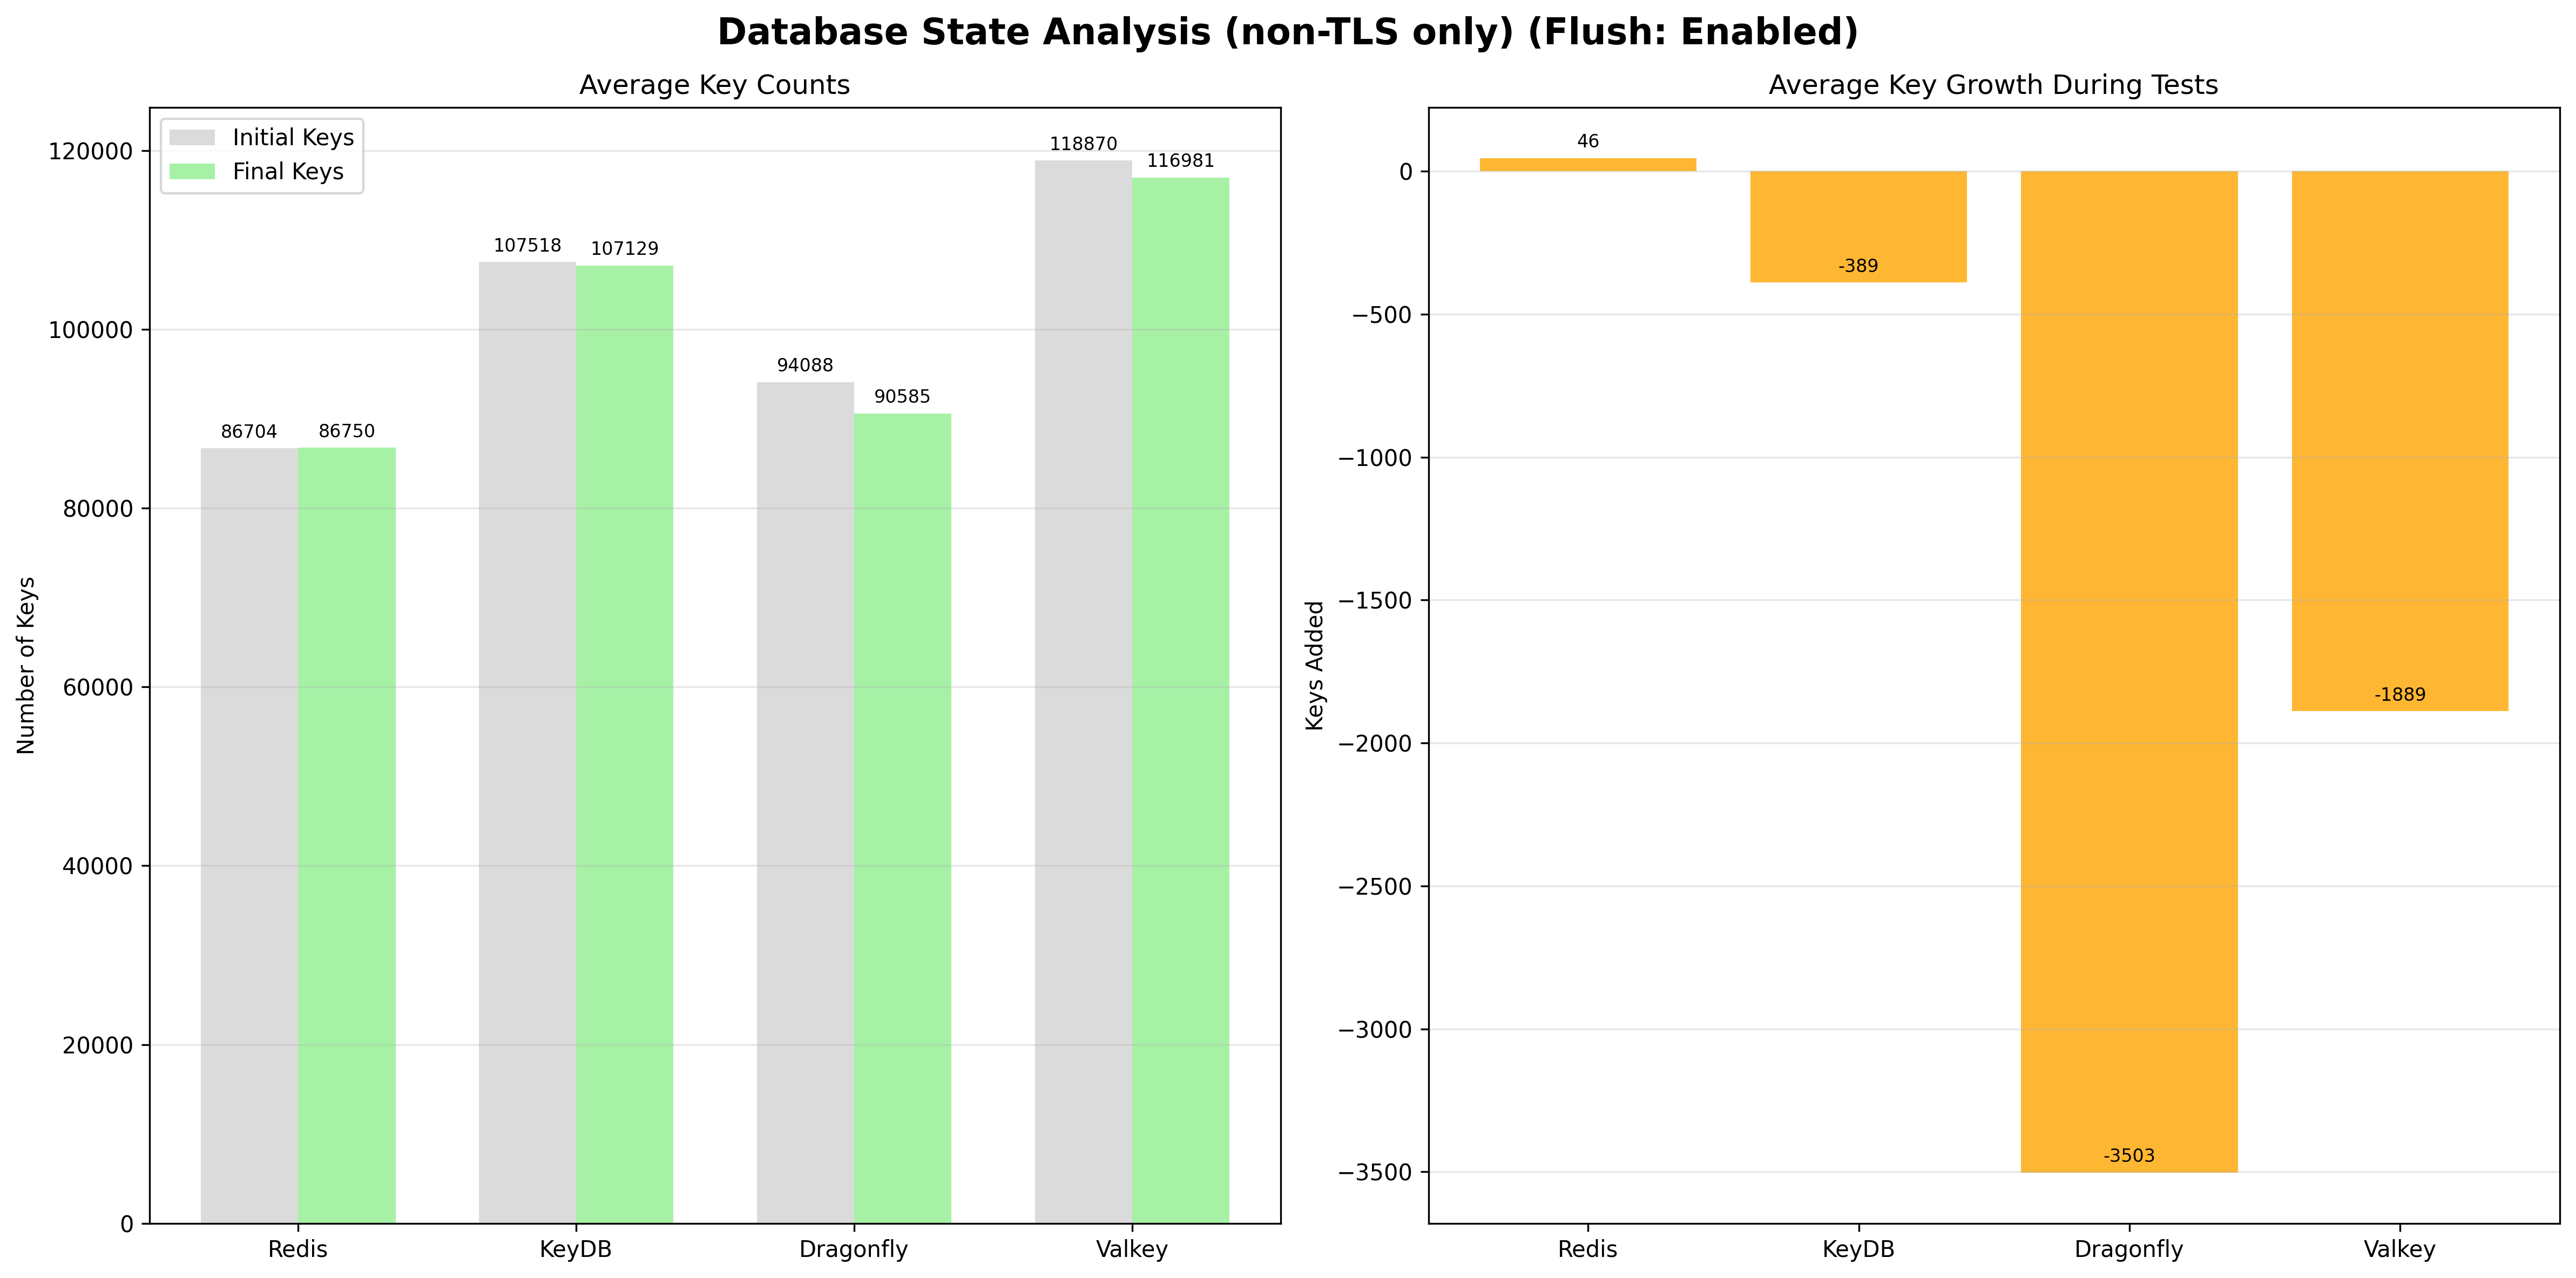 Database State Analysis (non-TLS only) (Flush: Enabled)
Average Key Counts
Initial Keys
Final Keys
Number of Keys
120000
100000
80000
60000
40000
20000
0
86704
86750
107518
107129
94088
90585
118870
116981
Redis
KeyDB
Dragonfly
Valkey
Average Key Growth During Tests
Keys Added
0
−500
−1000
−1500
−2000
−2500
−3000
−3500
46
-389
-3503
-1889
Redis
KeyDB
Dragonfly
Valkey